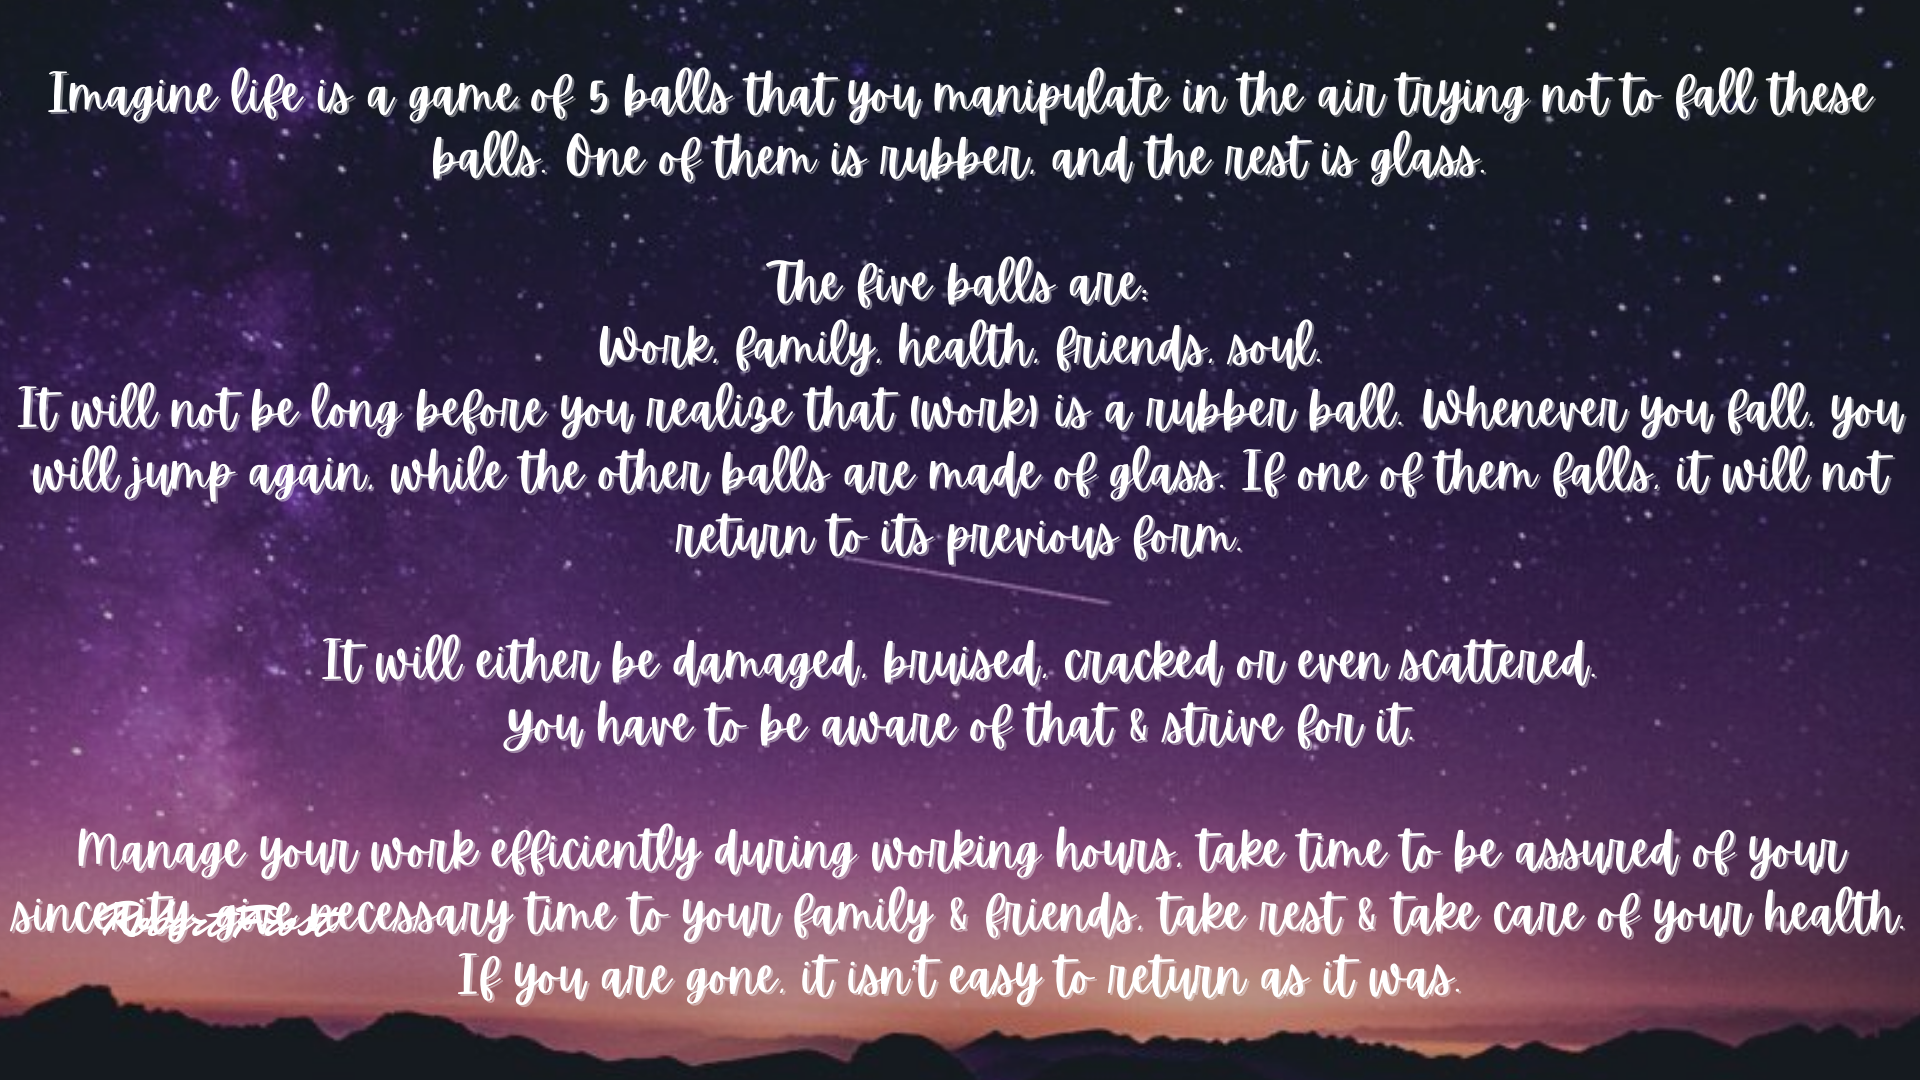 Imagine life is a game of 5 balls that you manipulate in the air trying not to fall these
balls. One of them is rubber, and the rest is glass.
The five balls are:
Work, family, health, friends, soul.
It will not be long before you realize that (work) is a rubber ball. Whenever you fall, you
will jump again, while the other balls are made of glass. If one of them falls, it will not
return to its previous form.
It will either be damaged, bruised, cracked or even scattered.
You have to be aware of that & strive for it.
Manage your work efficiently during working hours, take time to be assured of your
sincerity, give necessary time to your family & friends, take rest & take care of your health.
Robert Frost
If you are gone, it isn't easy to return as it was.